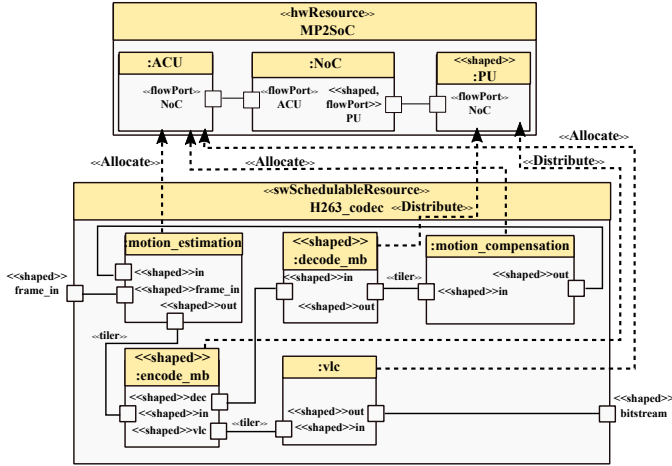 <<hwResource>>
MP2SoC
:ACU
:NoC
<<shaped>>
:PU
<<flowPort>>
NoC
<<flowPort>>
ACU
<<shaped,
flowPort>>
PU
<<flowPort>>
NoC
<<Allocate>>
<<Allocate>>
<<Allocate>>
<<Distribute>>
<<swSchedulableResource>>
H263_codec
<<Distribute>>
:motion_estimation
<<shaped>>
:decode_mb
:motion_compensation
<<shaped>>
frame_in
<<shaped>>in
<<shaped>>frame_in
<<shaped>>out
<<shaped>>in
<<shaped>>out
<<tiler>>
<<shaped>>out
<<shaped>>in
<<tiler>>
<<shaped>>
:encode_mb
:vlc
<<shaped>>dec
<<shaped>>in
<<shaped>>vlc
<<tiler>>
<<shaped>>out
<<shaped>>in
<<shaped>>
bitstream